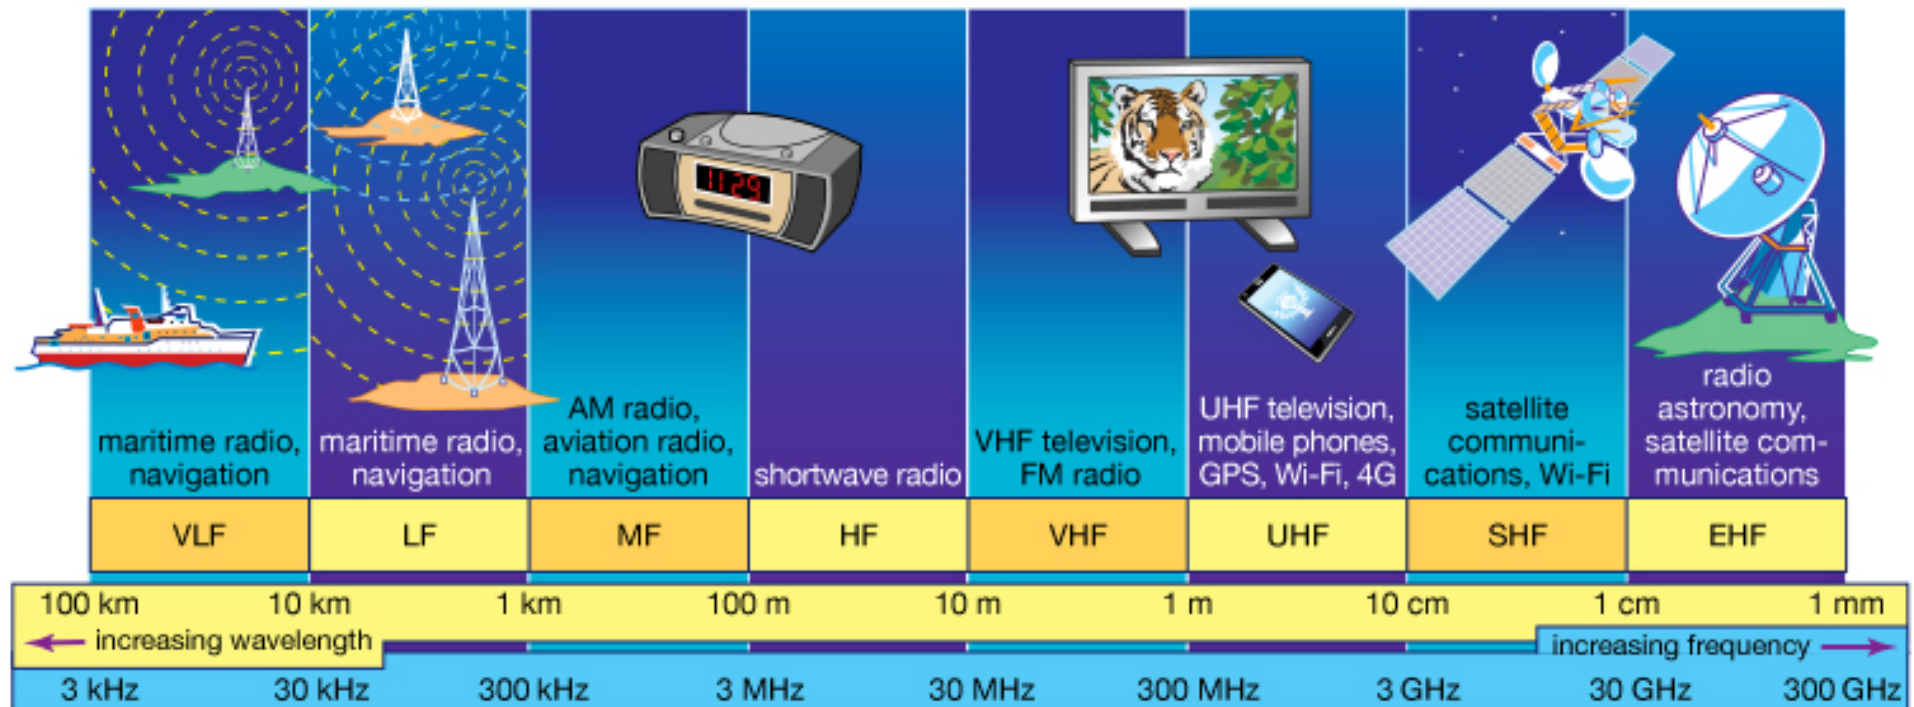 11:29
maritime radio,
navigation
maritime radio,
navigation
AM radio,
aviation radio,
navigation
shortwave radio
VHF television,
FM radio
UHF television,
mobile phones,
GPS, Wi-Fi, 4G
satellite
communi-
cations, Wi-Fi
radio
astronomy,
satellite com-
munications
VLF LF MF HF VHF UHF SHF EHF
100 km 10 km 1 km 100 m 10 m 1 m 10 cm 1 cm 1 mm
increasing wavelength
increasing frequency
3 kHz 30 kHz 300 kHz 3 MHz 30 MHz 300 MHz 3 GHz 30 GHz 300 GHz